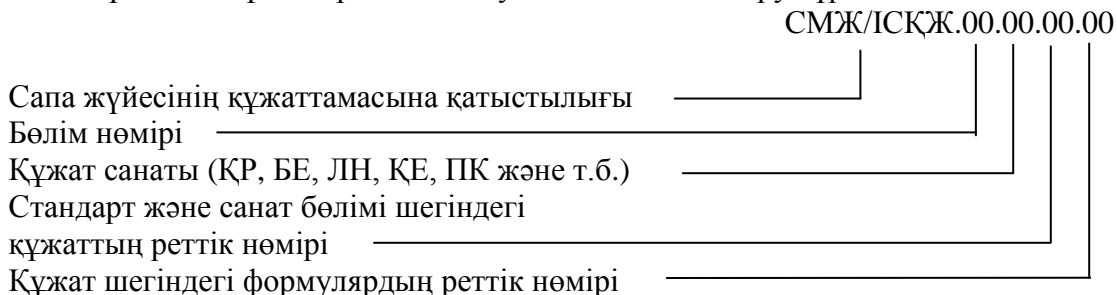 СМЖ/ІСҚЖ.00.00.00.00
Сапа жүйесінің құжаттамасына қатыстылығы
Бөлім нөмірі
Құжат санаты (ҚР, БЕ, ЛН, ҚЕ, ПК және т.б.)
Стандарт және санат бөлімі шегіндегі
құжаттың реттік нөмірі
Құжат шегіндегі формулярдың реттік нөмірі